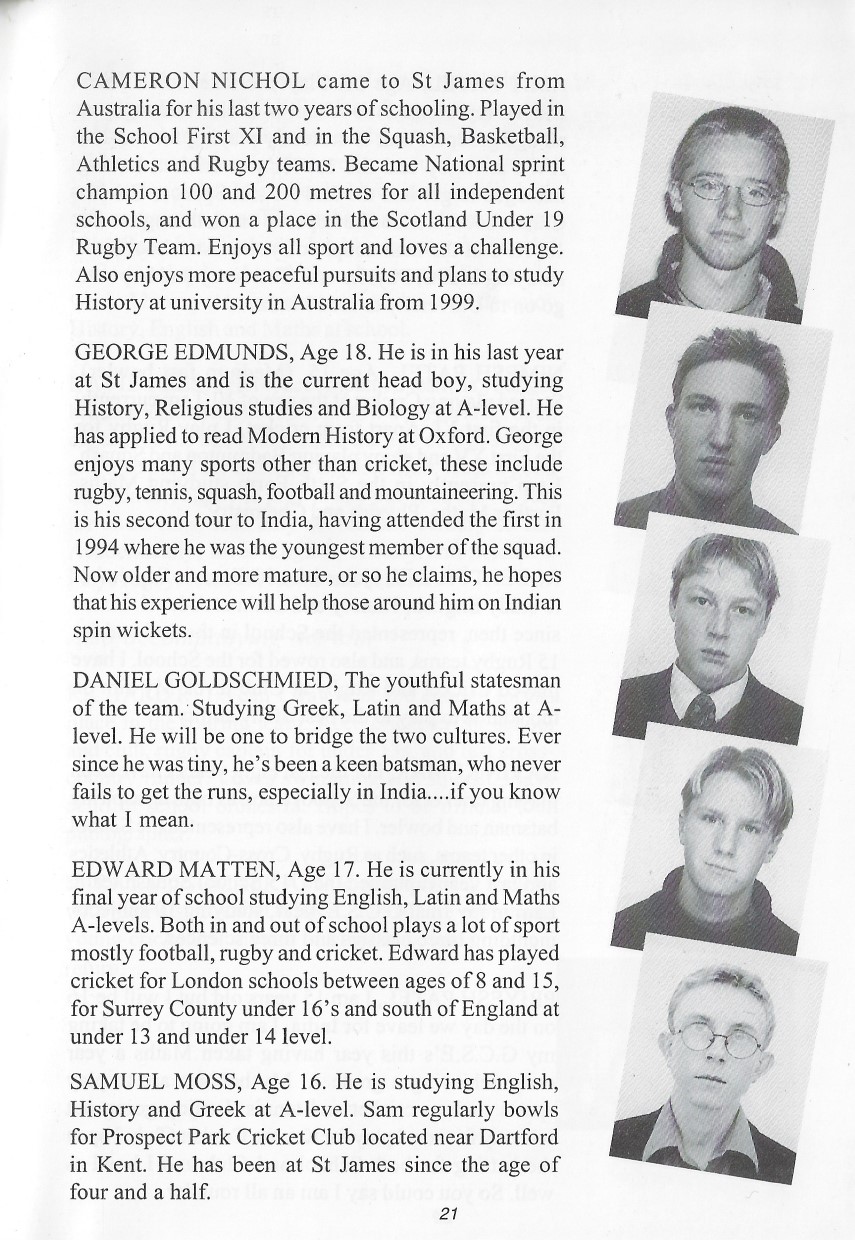 CAMERON NICHOL came to St James from
Australia for his last two years of schooling. Played in
the School First XI and in the Squash, Basketball,
Athletics and Rugby teams. Became National sprint
champion 100 and 200 metres for all independent
schools, and won a place in the Scotland Under 19
Rugby Team. Enjoys all sport and loves a challenge.
Also enjoys more peaceful pursuits and plans to study
History at university in Australia from 1999.
GEORGE EDMUNDS, Age 18. He is in his last year
at St James and is the current head boy, studying
History, Religious studies and Biology at A-level. He
has applied to read Modern History at Oxford. George
enjoys many sports other than cricket, these include
rugby, tennis, squash, football and mountaineering. This
is his second tour to India, having attended the first in
1994 where he was the youngest member of the squad.
Now older and more mature, or so he claims, he hopes
that his experience will help those around him on Indian
spin wickets.
DANIEL GOLDSCHMIED, The youthful statesman
of the team. Studying Greek, Latin and Maths at A-
level. He will be one to bridge the two cultures. Ever
since he was tiny, he's been a keen batsman, who never
fails to get the runs, especially in India....if you know
what I mean.
EDWARD MATTEN, Age 17. He is currently in his
final year of school studying English, Latin and Maths
A-levels. Both in and out of school plays a lot of sport
mostly football, rugby and cricket. Edward has played
cricket for London schools between ages of 8 and 15,
for Surrey County under 16's and south of England at
under 13 and under 14 level.
SAMUEL MOSS, Age 16. He is studying English,
History and Greek at A-level. Sam regularly bowls
for Prospect Park Cricket Club located near Dartford
in Kent. He has been at St James since the age of
four and a half.
21